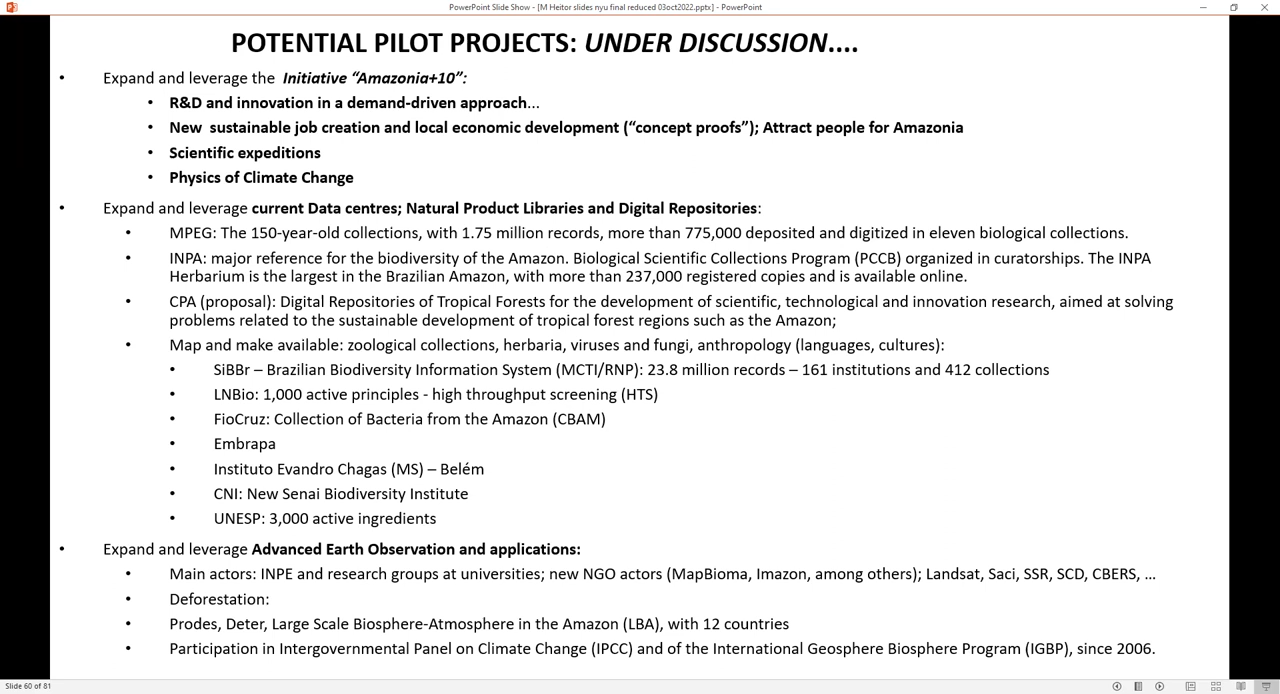 PowerPoint Slide Show - [M Heitor slides nyu final reduced 03oct2022.pptx] - PowerPoint
POTENTIAL PILOT PROJECTS: UNDER DISCUSSION....
• Expand and leverage the Initiative “Amazonia+10”:
• R&D and innovation in a demand-driven approach...
• New sustainable job creation and local economic development (“concept proofs”); Attract people for Amazonia
• Scientific expeditions
• Physics of Climate Change
• Expand and leverage current Data centres; Natural Product Libraries and Digital Repositories:
• MPEG: The 150-year-old collections, with 1.75 million records, more than 775,000 deposited and digitized in eleven biological collections.
• INPA: major reference for the biodiversity of the Amazon. Biological Scientific Collections Program (PCCB) organized in curatorships. The INPA
Herbarium is the largest in the Brazilian Amazon, with more than 237,000 registered copies and is available online.
• CPA (proposal): Digital Repositories of Tropical Forests for the development of scientific, technological and innovation research, aimed at solving
problems related to the sustainable development of tropical forest regions such as the Amazon;
• Map and make available: zoological collections, herbaria, viruses and fungi, anthropology (languages, cultures):
• SiBBr – Brazilian Biodiversity Information System (MCTI/RNP): 23.8 million records – 161 institutions and 412 collections
• LNBio: 1,000 active principles - high throughput screening (HTS)
• FioCruz: Collection of Bacteria from the Amazon (CBAM)
• Embrapa
• Instituto Evandro Chagas (MS) – Belém
• CNI: New Senai Biodiversity Institute
• UNESP: 3,000 active ingredients
• Expand and leverage Advanced Earth Observation and applications:
• Main actors: INPE and research groups at universities; new NGO actors (MapBioma, Imazon, among others); Landsat, Saci, SSR, SCD, CBERS, ...
• Deforestation:
• Prodes, Deter, Large Scale Biosphere-Atmosphere in the Amazon (LBA), with 12 countries
• Participation in Intergovernmental Panel on Climate Change (IPCC) and of the International Geosphere Biosphere Program (IGBP), since 2006.
Slide 60 of 81